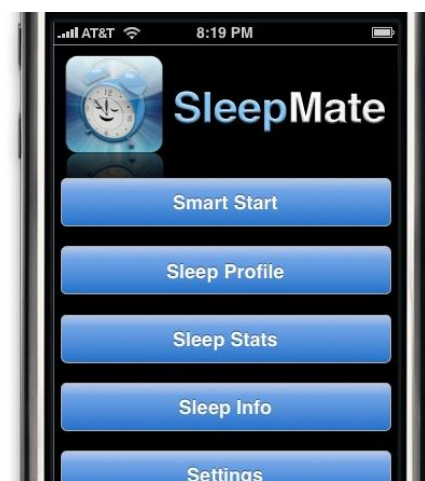 AT&T 8:19 PM
SleepMate
Smart Start
Sleep Profile
Sleep Stats
Sleep Info
Settings